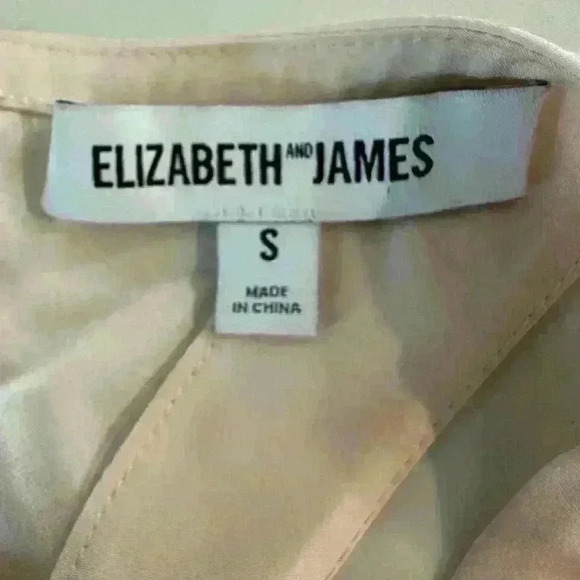 ELIZABETH AND JAMES
S
MADE
IN CHINA